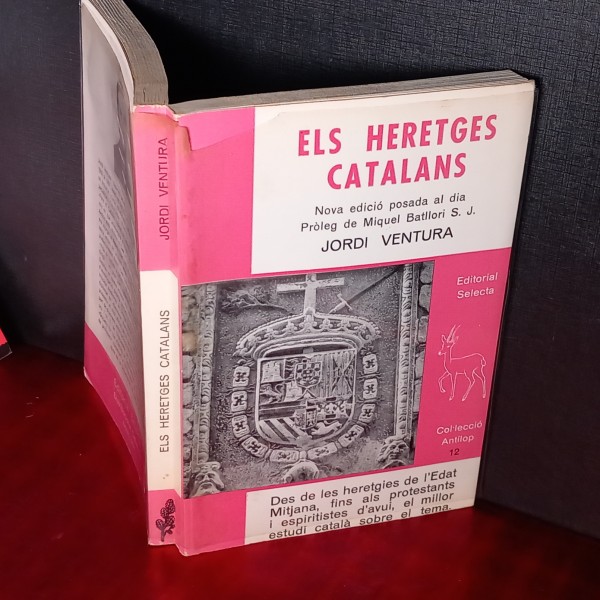 JORDI VENTURA
ELS HERETGES CATALANS
ELS HERETGES
CATALANS
Nova edició posada al dia
Pròleg de Miquel Batllori S. J.
JORDI VENTURA
Editorial
Selecta
Col·lecció
Antílop
12
Des de les heretgies de l'Edat
Mitjana, fins als protestants
i espiritistes d'avui, el millor
estudi català sobre el tema.